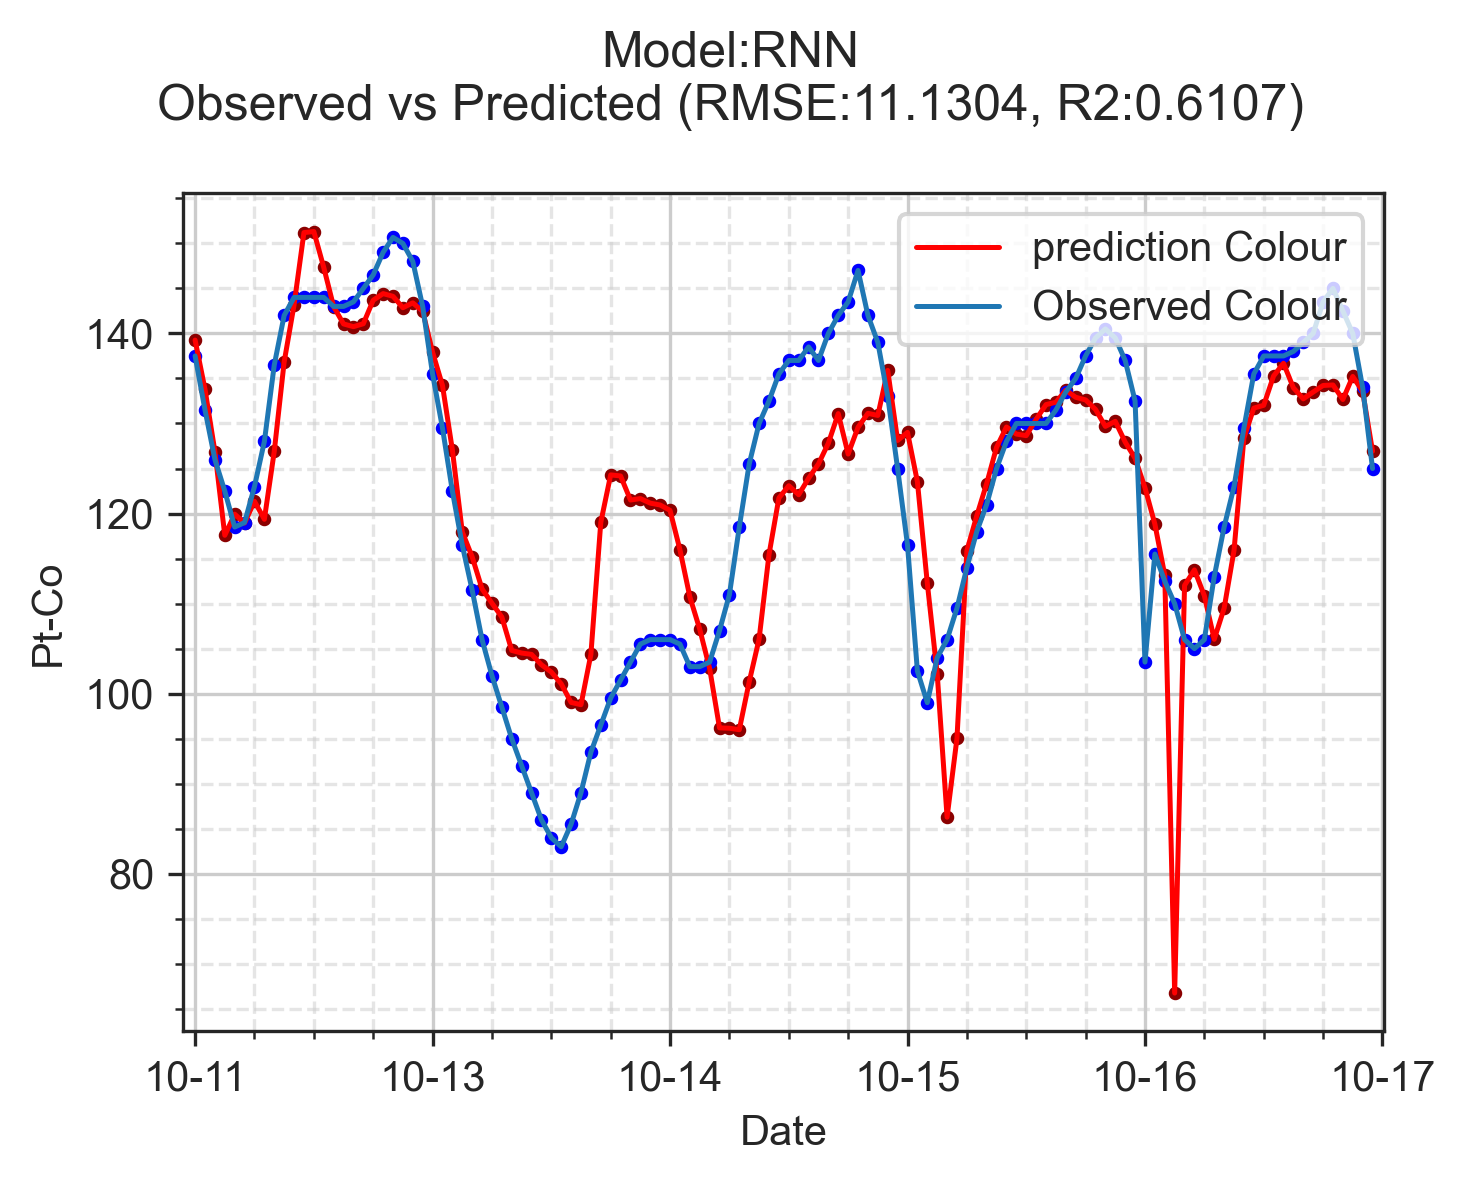 Model:RNN
Observed vs Predicted (RMSE:11.1304, R2:0.6107)
prediction Colour
Observed Colour
140
120
100
80
Pt-Co
10-11 10-13 10-14 10-15 10-16 10-17
Date